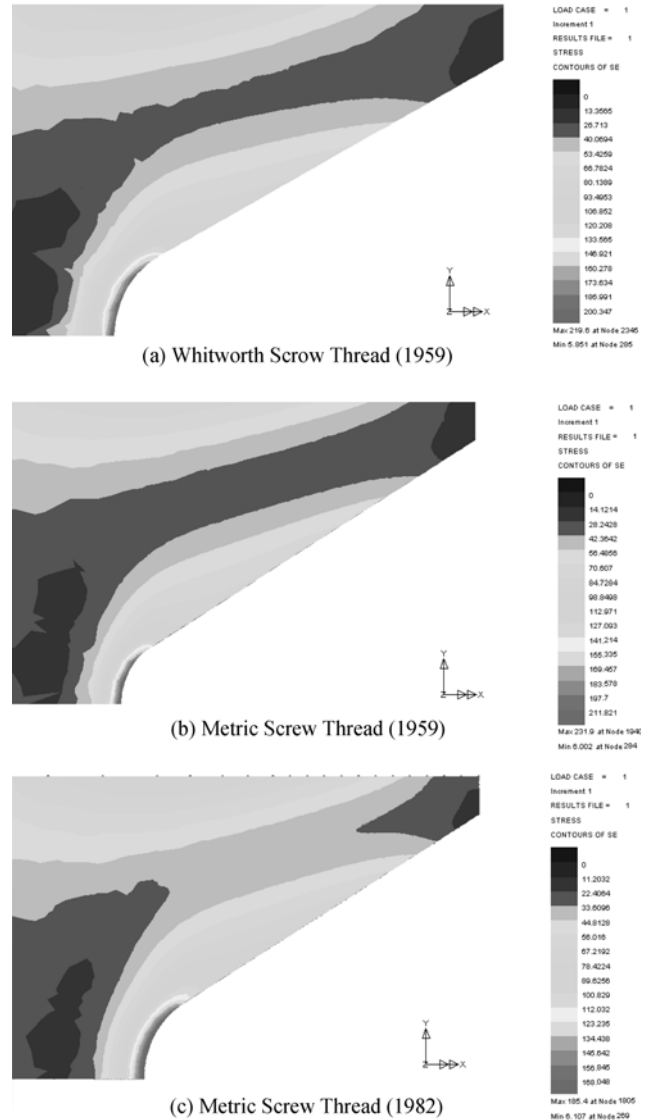 LOAD CASE = 1
Increment 1
RESULTS FILE = 1
STRESS
CONTOURS OF SE
0
13.3565
26.713
40.0694
53.4259
66.7824
80.1389
93.4953
106.852
120.208
133.565
146.921
160.278
173.634
186.991
200.347
Max 219.6 at Node 2345
Min 5.851 at Node 285
Y
Z X
(a) Whitworth Scrow Thread (1959)
LOAD CASE = 1
Increment 1
RESULTS FILE = 1
STRESS
CONTOURS OF SE
0
14.1214
28.2428
42.3642
56.4856
70.607
84.7284
98.8498
112.971
127.093
141.214
155.335
169.457
183.578
197.7
211.821
Max 231.9 at Node 1940
Min 6.002 at Node 284
Y
Z X
(b) Metric Screw Thread (1959)
LOAD CASE = 1
Increment 1
RESULTS FILE = 1
STRESS
CONTOURS OF SE
0
11.2032
22.4064
33.6096
44.8128
56.016
67.2192
78.4224
89.6256
100.829
112.032
123.235
134.438
145.642
156.845
168.048
Max 185.4 at Node 1805
Min 6.107 at Node 269
Y
Z X
(c) Metric Screw Thread (1982)